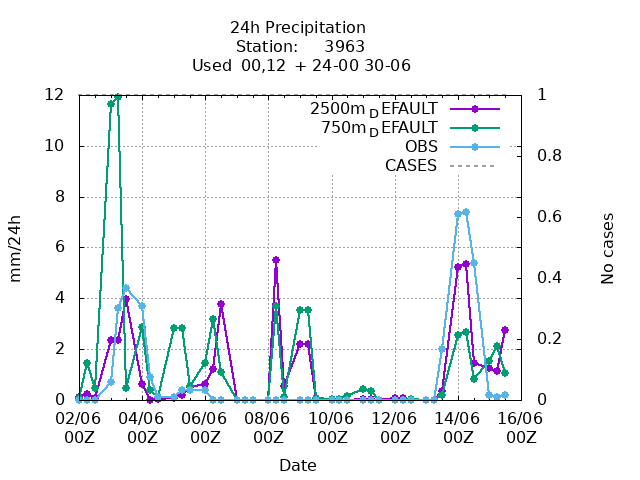 24h Precipitation
Station: 3963
Used 00,12 + 24-00 30-06
2500m_DEFAULT
750m_DEFAULT
OBS
CASES
12
10
8
6
4
2
0
mm/24h
1
0.8
0.6
0.4
0.2
0
No cases
02/06 04/06 06/06 08/06 10/06 12/06 14/06 16/06
00Z 00Z 00Z 00Z 00Z 00Z 00Z 00Z
Date